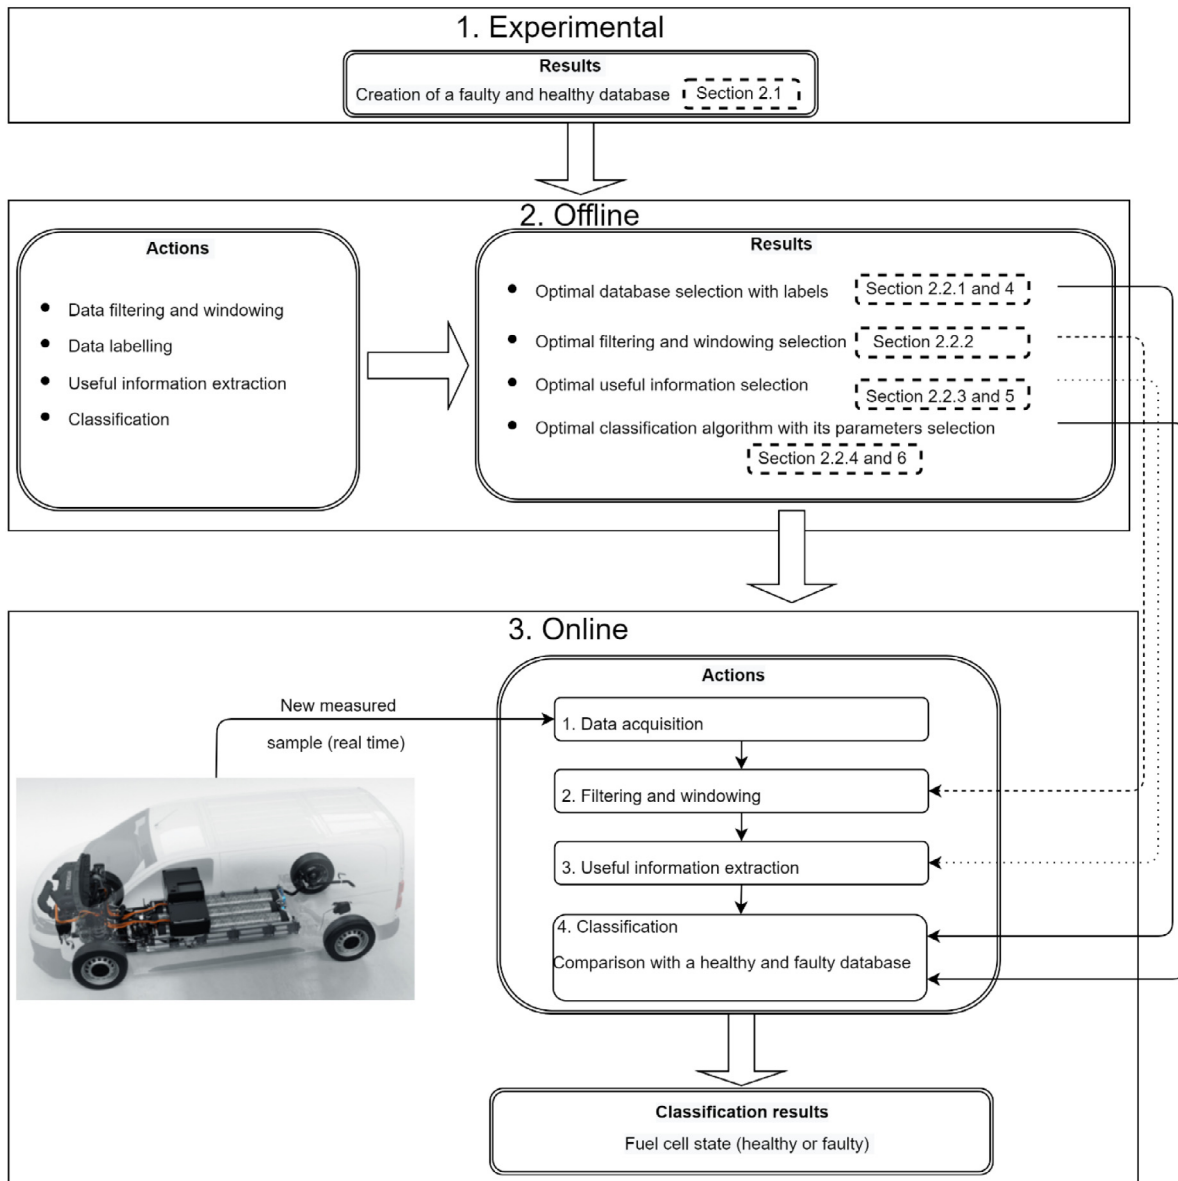 1. Experimental
Results
Creation of a faulty and healthy database
Section 2.1
2. Offline
Actions
Data filtering and windowing
Data labelling
Useful information extraction
Classification
Results
Optimal database selection with labels
Section 2.2.1 and 4
Optimal filtering and windowing selection
Section 2.2.2
Optimal useful information selection
Section 2.2.3 and 5
Optimal classification algorithm with its parameters selection
Section 2.2.4 and 6
3. Online
New measured
sample (real time)
Actions
1. Data acquisition
2. Filtering and windowing
3. Useful information extraction
4. Classification
Comparison with a healthy and faulty database
Classification results
Fuel cell state (healthy or faulty)